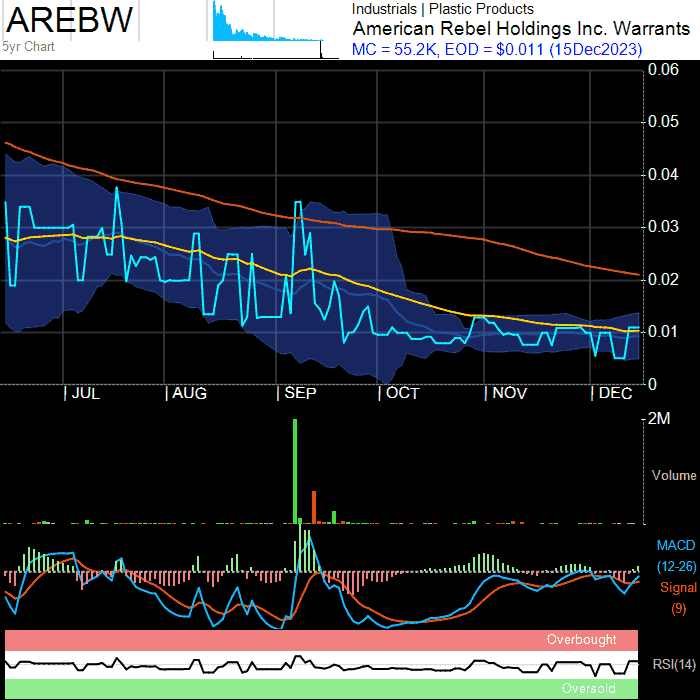 AREBW
5yr Chart
Industrials | Plastic Products
American Rebel Holdings Inc. Warrants
MC = 55.2K, EOD = $0.011 (15Dec2023)
0.06
0.05
0.04
0.03
0.02
0.01
0
JUL AUG SEP OCT NOV DEC
2M
Volume
MACD
(12-26)
Signal
(9)
Overbought
RSI(14)
Oversold